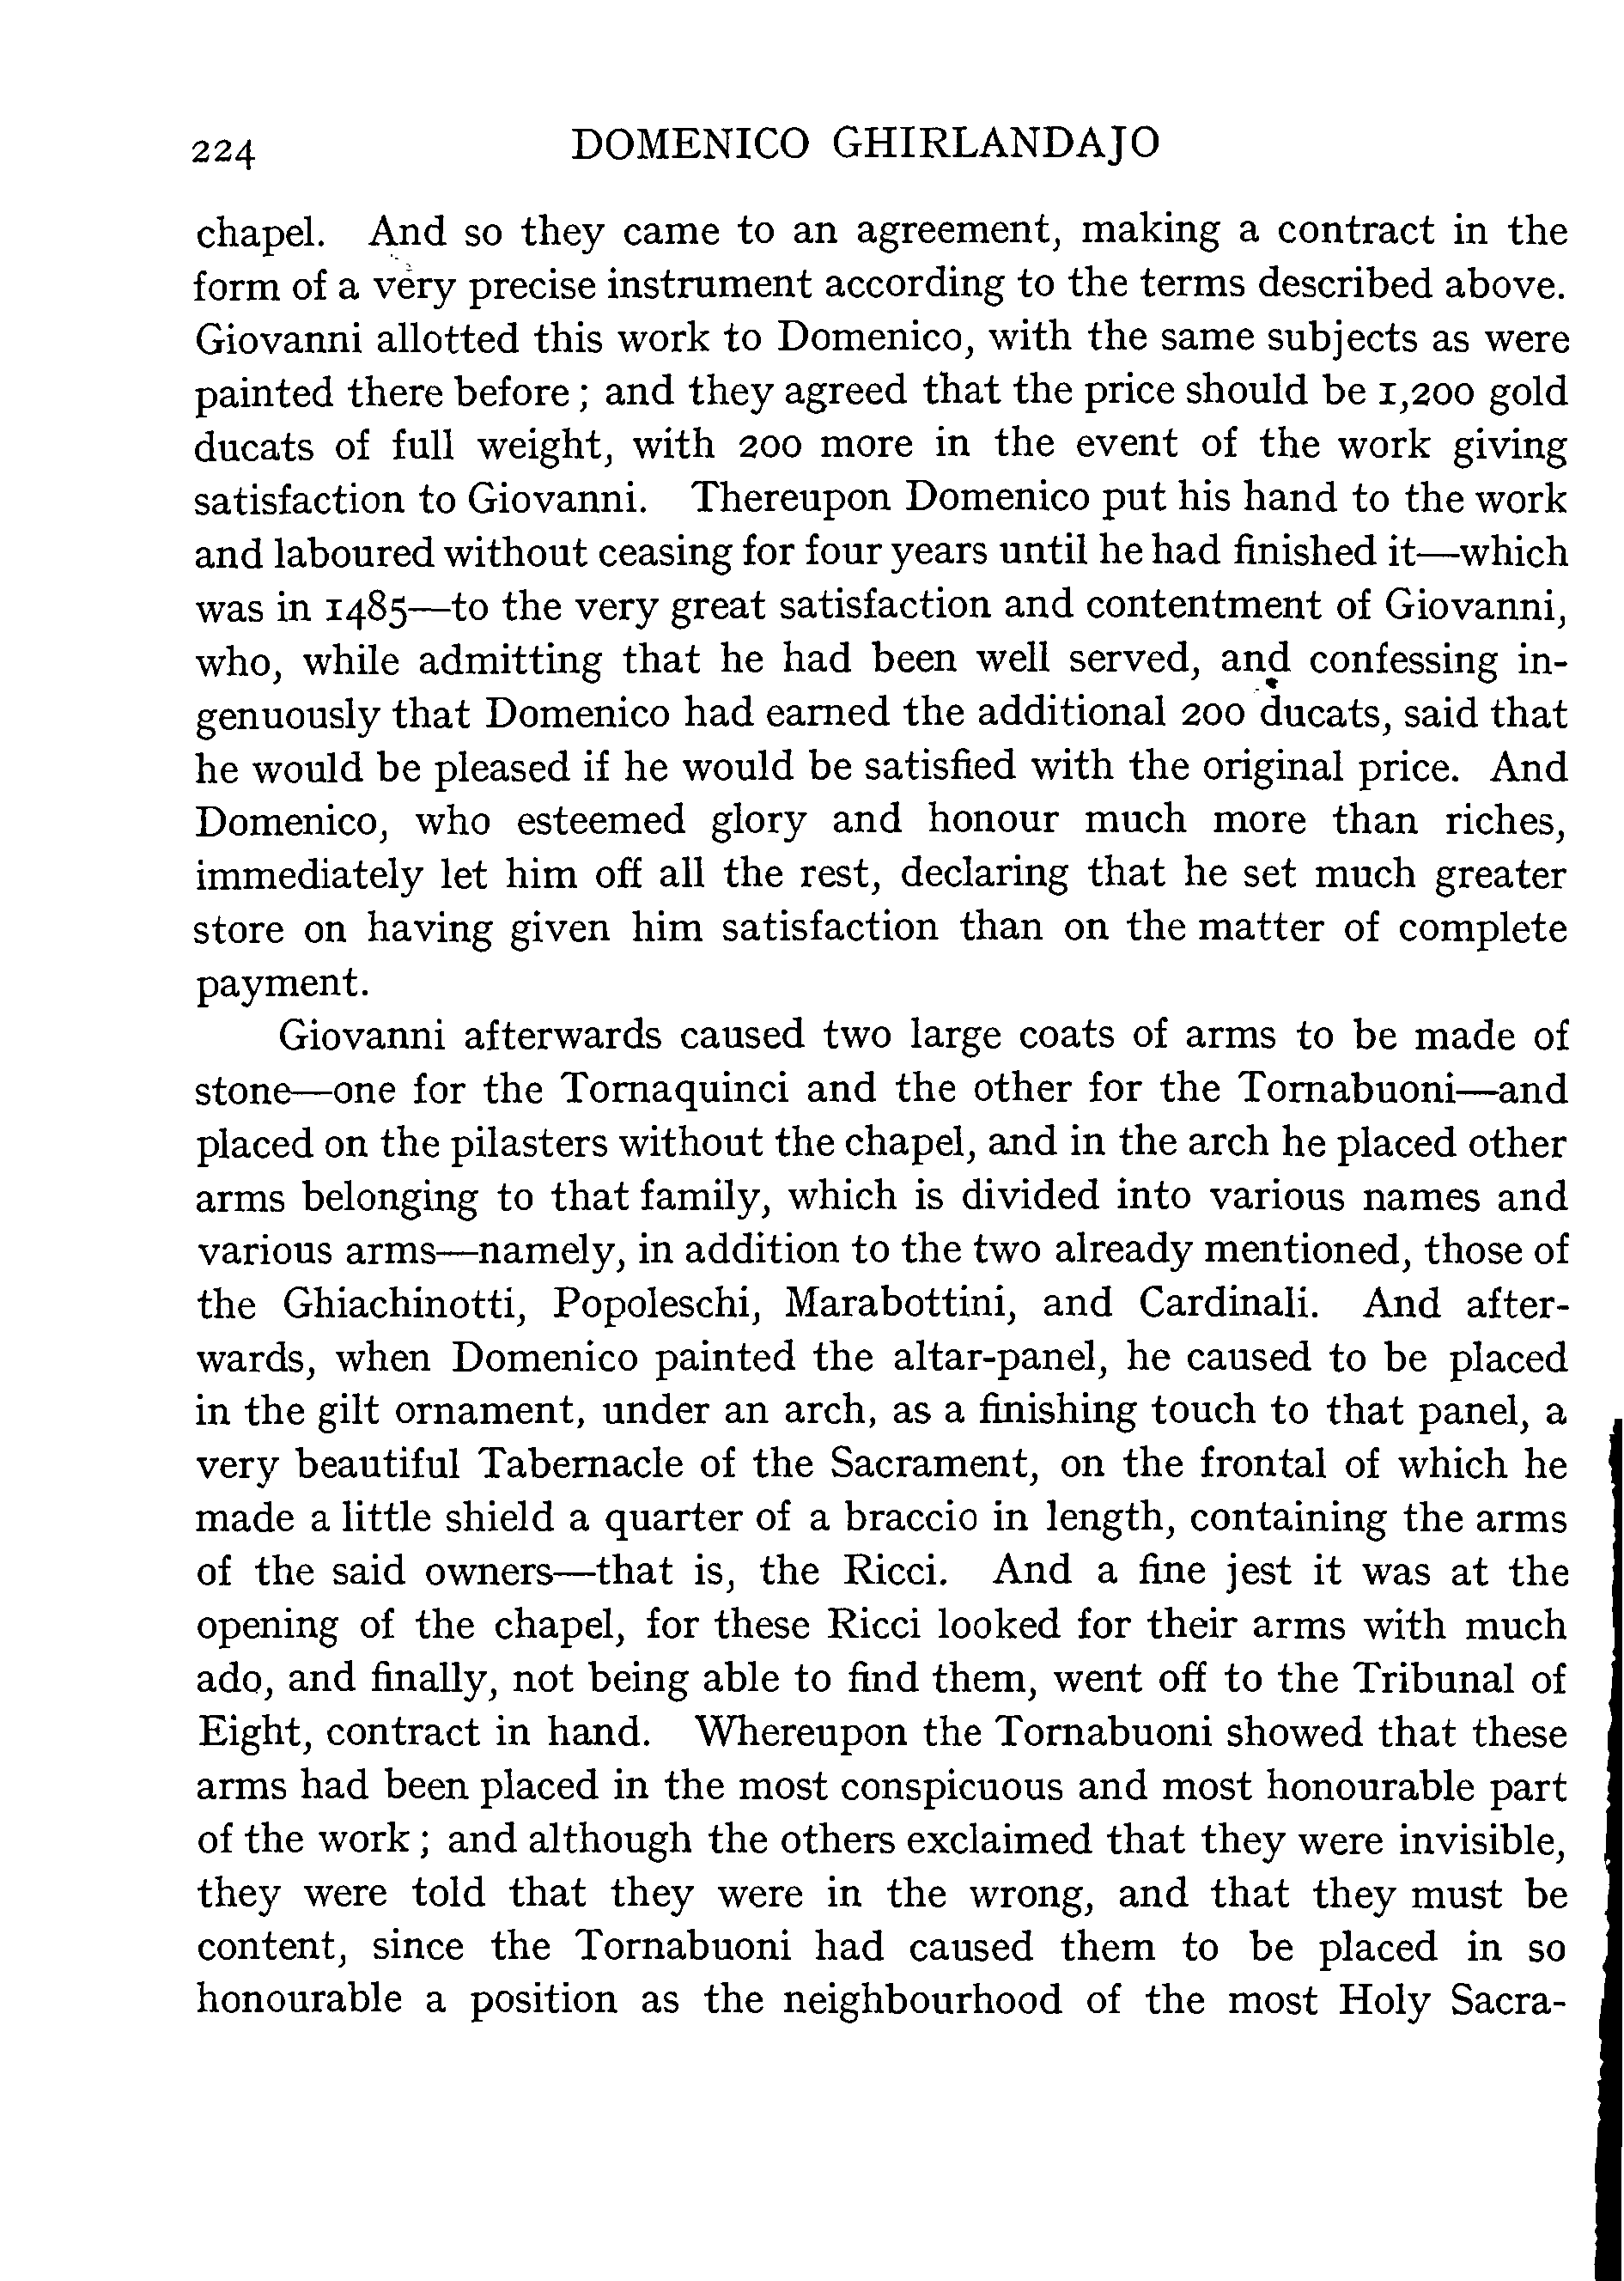 224 DOMENICO GHIRLANDAJO
chapel. And so they came to an agreement, making a contract in the
form of a very precise instrument according to the terms described above.
Giovanni allotted this work to Domenico, with the same subjects as were
painted there before ; and they agreed that the price should be 1,200 gold
ducats of full weight, with 200 more in the event of the work giving
satisfaction to Giovanni. Thereupon Domenico put his hand to the work
and laboured without ceasing for four years until he had finished it—which
was in 1485—to the very great satisfaction and contentment of Giovanni,
who, while admitting that he had been well served, and confessing in-
genuously that Domenico had earned the additional 200 ducats, said that
he would be pleased if he would be satisfied with the original price. And
Domenico, who esteemed glory and honour much more than riches,
immediately let him off all the rest, declaring that he set much greater
store on having given him satisfaction than on the matter of complete
payment.
Giovanni afterwards caused two large coats of arms to be made of
stone—one for the Tornaquinci and the other for the Tornabuoni—and
placed on the pilasters without the chapel, and in the arch he placed other
arms belonging to that family, which is divided into various names and
various arms—namely, in addition to the two already mentioned, those of
the Ghiachinotti, Popoleschi, Marabottini, and Cardinali. And after-
wards, when Domenico painted the altar-panel, he caused to be placed
in the gilt ornament, under an arch, as a finishing touch to that panel, a
very beautiful Tabernacle of the Sacrament, on the frontal of which he
made a little shield a quarter of a braccio in length, containing the arms
of the said owners—that is, the Ricci. And a fine jest it was at the
opening of the chapel, for these Ricci looked for their arms with much
ado, and finally, not being able to find them, went off to the Tribunal of
Eight, contract in hand. Whereupon the Tornabuoni showed that these
arms had been placed in the most conspicuous and most honourable part
of the work ; and although the others exclaimed that they were invisible,
they were told that they were in the wrong, and that they must be
content, since the Tornabuoni had caused them to be placed in so
honourable a position as the neighbourhood of the most Holy Sacra-